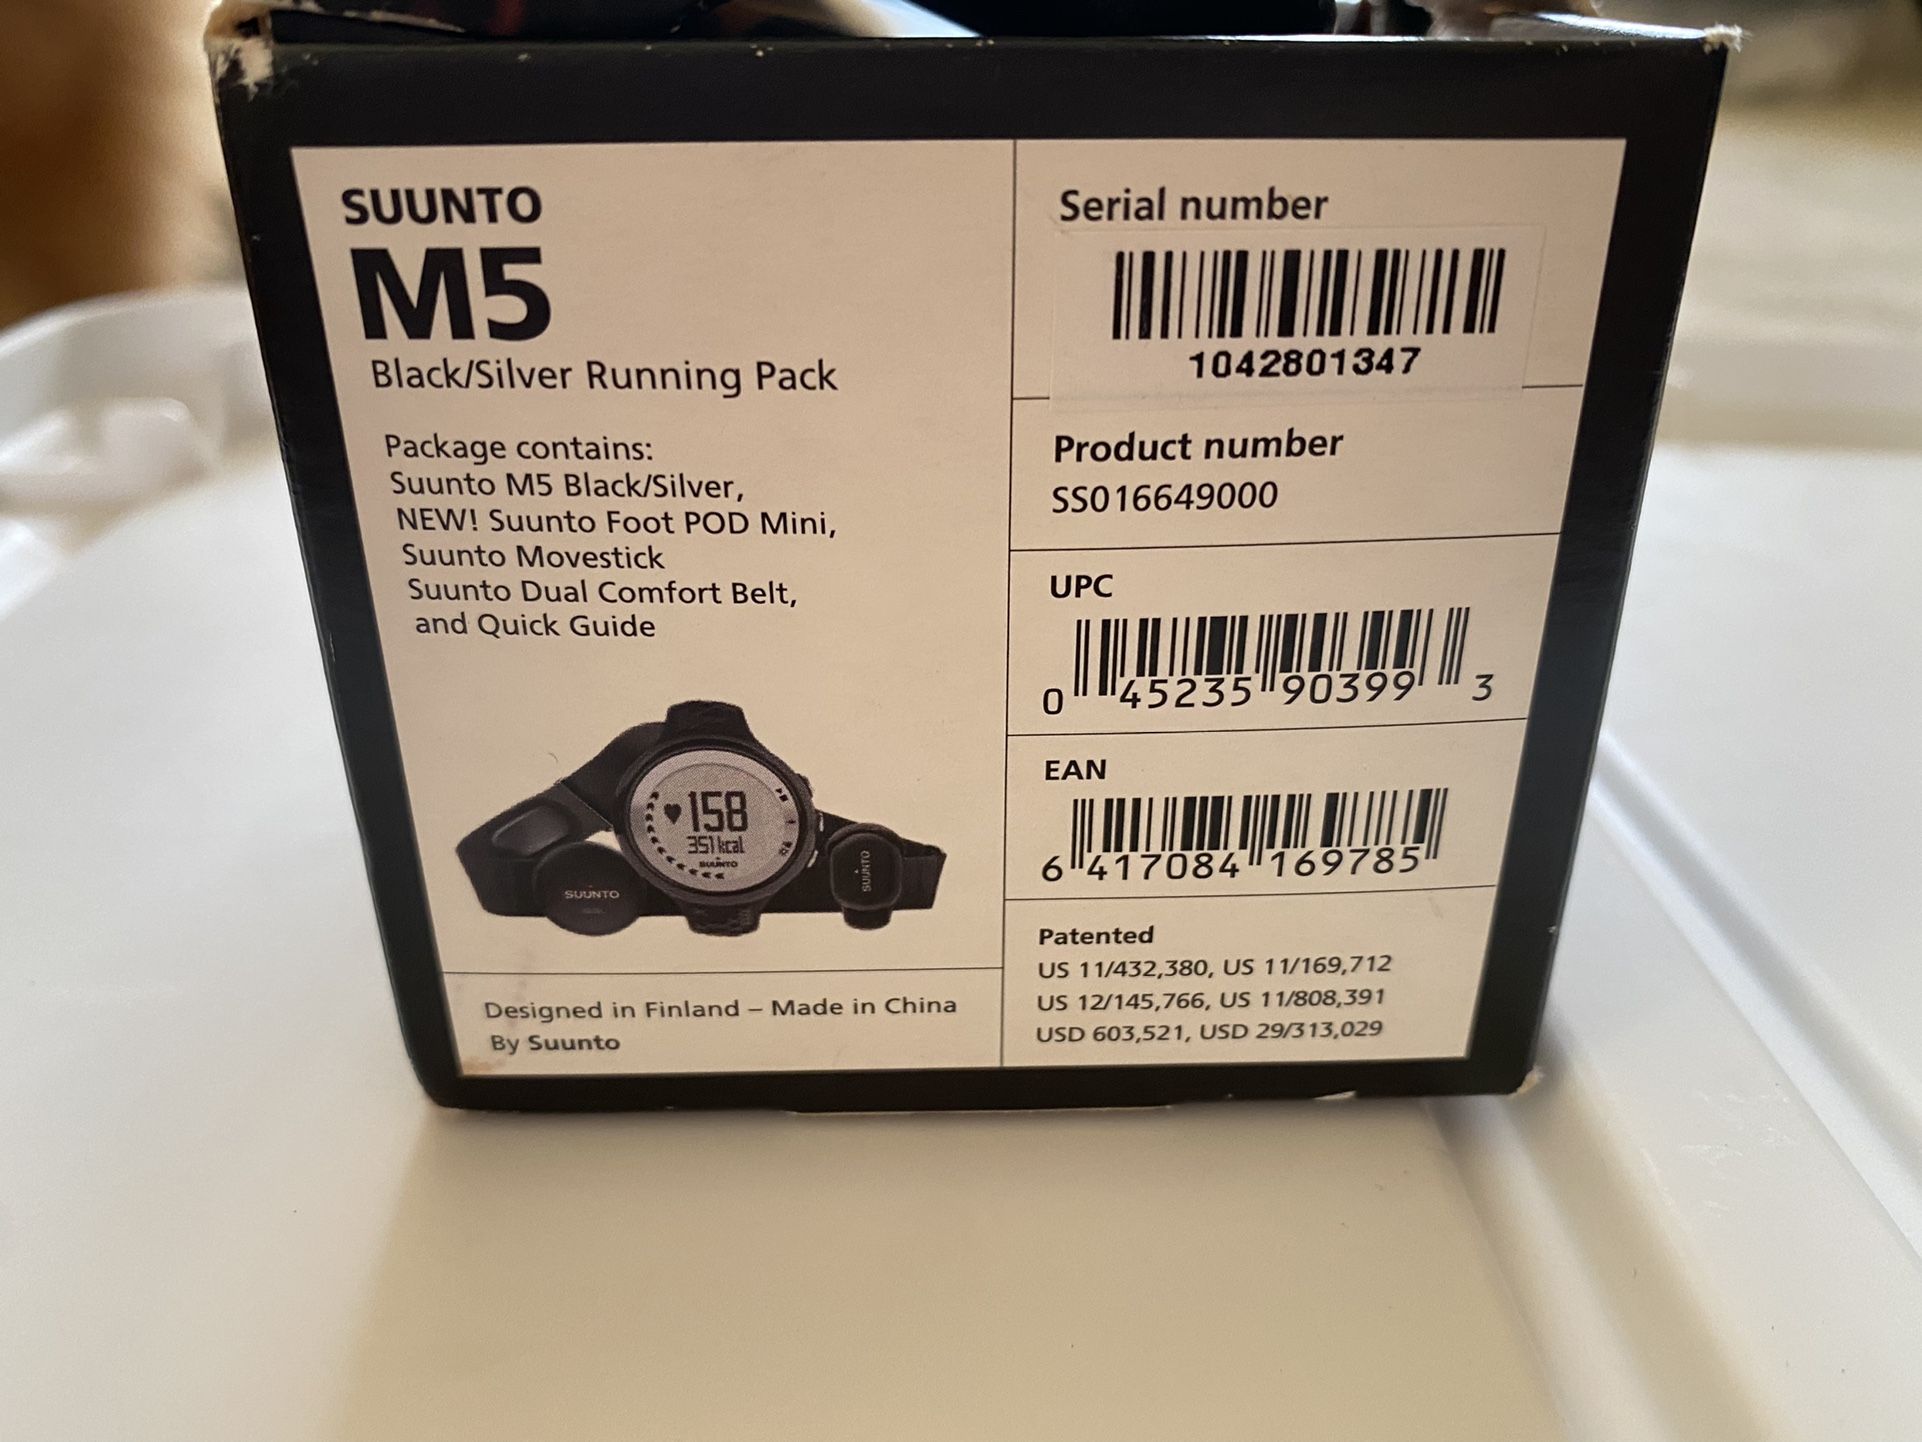 SUUNTO
M5
Black/Silver Running Pack
Package contains:
Suunto M5 Black/Silver,
NEW! Suunto Foot POD Mini,
Suunto Movestick
Suunto Dual Comfort Belt,
and Quick Guide
158
351 kcal
SUUNTO
SUUNTO
SUUNTO
Designed in Finland – Made in China
By Suunto
Serial number
1042801347
Product number
SS016649000
UPC
0 45235 90399 3
EAN
6 417084 169785
Patented
US 11/432,380, US 11/169,712
US 12/145,766, US 11/808,391
USD 603,521, USD 29/313,029